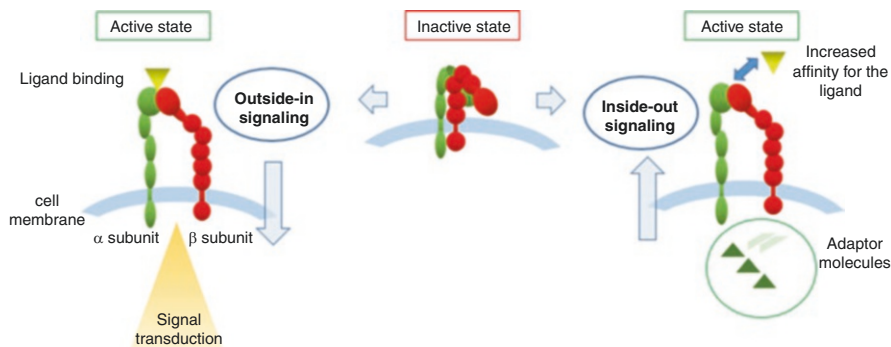 Active state
Inactive state
Active state
Ligand binding
Outside-in
signaling
Inside-out
signaling
Increased
affinity for the
ligand
cell
membrane
α subunit
β subunit
Adaptor
molecules
Signal
transduction